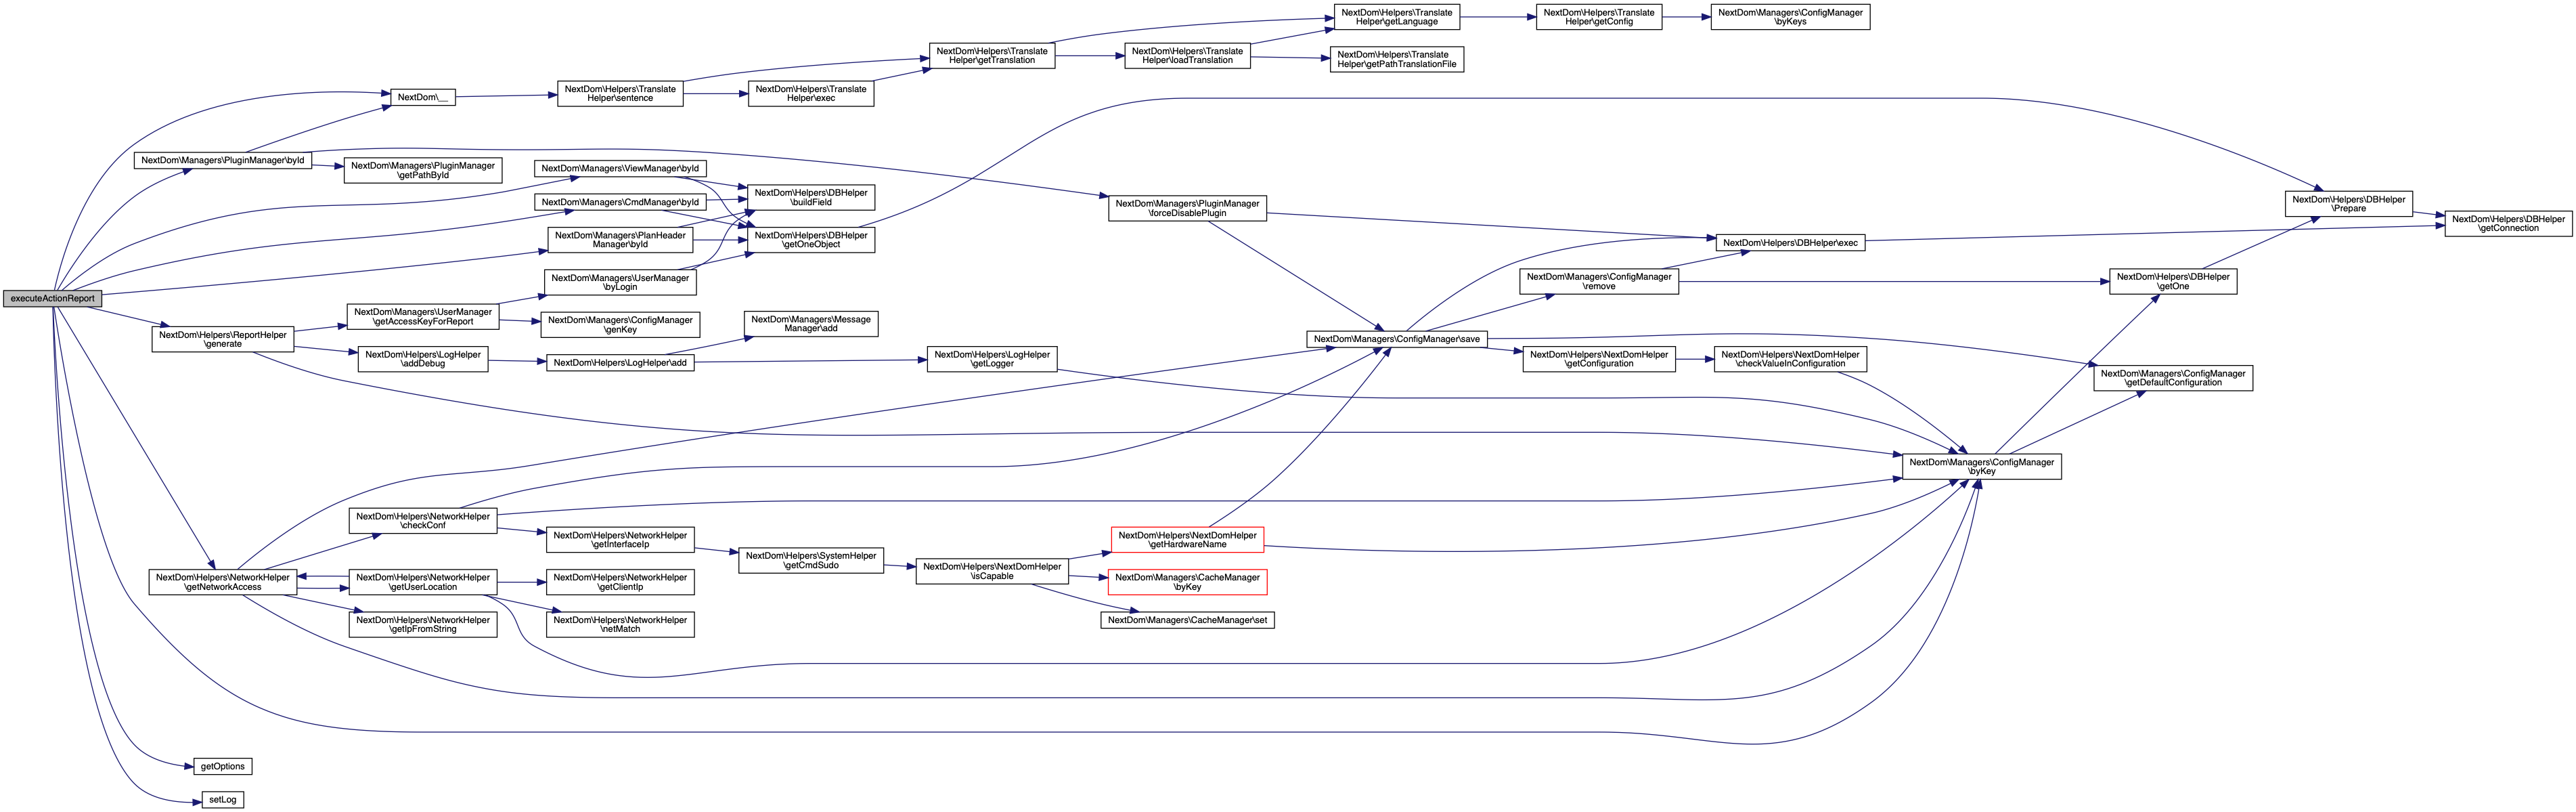 executeActionReport
NextDom\__
NextDom\Managers\PluginManager\byId
NextDom\Managers\PluginManager
\getPathById
NextDom\Managers\ViewManager\byId
NextDom\Managers\CmdManager\byId
NextDom\Managers\PlanHeader
Manager\byId
NextDom\Managers\UserManager
\byLogin
NextDom\Helpers\ReportHelper
\generate
NextDom\Managers\UserManager
\getAccessKeyForReport
NextDom\Managers\ConfigManager
\genKey
NextDom\Helpers\LogHelper
\addDebug
NextDom\Helpers\LogHelper\add
NextDom\Managers\Message
Manager\add
NextDom\Helpers\LogHelper
\getLogger
NextDom\Helpers\Translate
Helper\sentence
NextDom\Helpers\Translate
Helper\exec
NextDom\Helpers\Translate
Helper\getTranslation
NextDom\Helpers\Translate
Helper\loadTranslation
NextDom\Helpers\Translate
Helper\getLanguage
NextDom\Helpers\Translate
Helper\getPathTranslationFile
NextDom\Helpers\Translate
Helper\getConfig
NextDom\Managers\ConfigManager
\byKeys
NextDom\Helpers\DBHelper
\buildField
NextDom\Helpers\DBHelper
\getOneObject
NextDom\Managers\PluginManager
\forceDisablePlugin
NextDom\Helpers\DBHelper\exec
NextDom\Managers\ConfigManager
\remove
NextDom\Managers\ConfigManager\save
NextDom\Helpers\NextDomHelper
\getConfiguration
NextDom\Helpers\NextDomHelper
\checkValueInConfiguration
NextDom\Helpers\DBHelper
\Prepare
NextDom\Helpers\DBHelper
\getConnection
NextDom\Helpers\DBHelper
\getOne
NextDom\Managers\ConfigManager
\getDefaultConfiguration
NextDom\Managers\ConfigManager
\byKey
NextDom\Helpers\NetworkHelper
\getNetworkAccess
NextDom\Helpers\NetworkHelper
\checkConf
NextDom\Helpers\NetworkHelper
\getUserLocation
NextDom\Helpers\NetworkHelper
\getIpFromString
NextDom\Helpers\NetworkHelper
\getInterfaceIp
NextDom\Helpers\NetworkHelper
\getClientIp
NextDom\Helpers\NetworkHelper
\netMatch
NextDom\Helpers\SystemHelper
\getCmdSudo
NextDom\Helpers\NextDomHelper
\isCapable
NextDom\Helpers\NextDomHelper
\getHardwareName
NextDom\Managers\CacheManager
\byKey
NextDom\Managers\CacheManager\set
getOptions
setLog